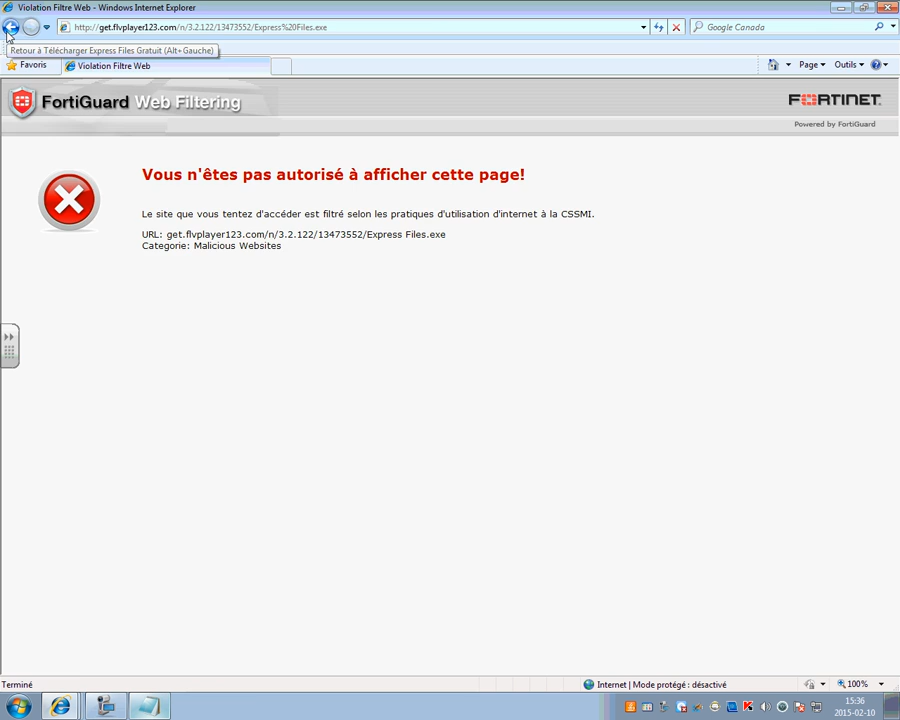 Violation Filtre Web - Windows Internet Explorer
http://get.flvplayer123.com/n/3.2.122/13473552/Express%20Files.exe
Google Canada
Retour à Télécharger Express Files Gratuit (Alt+Gauche)
Favoris
Violation Filtre Web
Page
Outils
FortiGuard Web Filtering
FORTINET
Powered by FortiGuard
Vous n'êtes pas autorisé à afficher cette page!
Le site que vous tentez d'accéder est filtré selon les pratiques d'utilisation d'internet à la CSSMI.
URL: get.flvplayer123.com/n/3.2.122/13473552/Express Files.exe
Categorie: Malicious Websites
Terminé
Internet | Mode protégé : désactivé
100%
15:36
2015-02-10